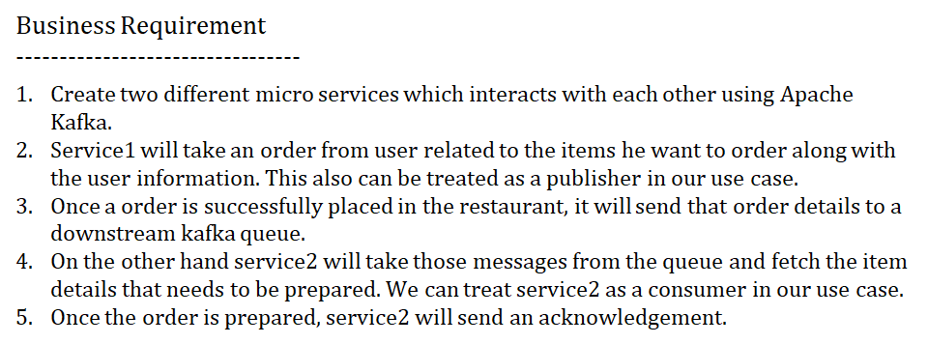 Business Requirement
---------------------------------
1. Create two different micro services which interacts with each other using Apache
Kafka.
2. Service1 will take an order from user related to the items he want to order along with
the user information. This also can be treated as a publisher in our use case.
3. Once a order is successfully placed in the restaurant, it will send that order details to a
downstream kafka queue.
4. On the other hand service2 will take those messages from the queue and fetch the item
details that needs to be prepared. We can treat service2 as a consumer in our use case.
5. Once the order is prepared, service2 will send an acknowledgement.